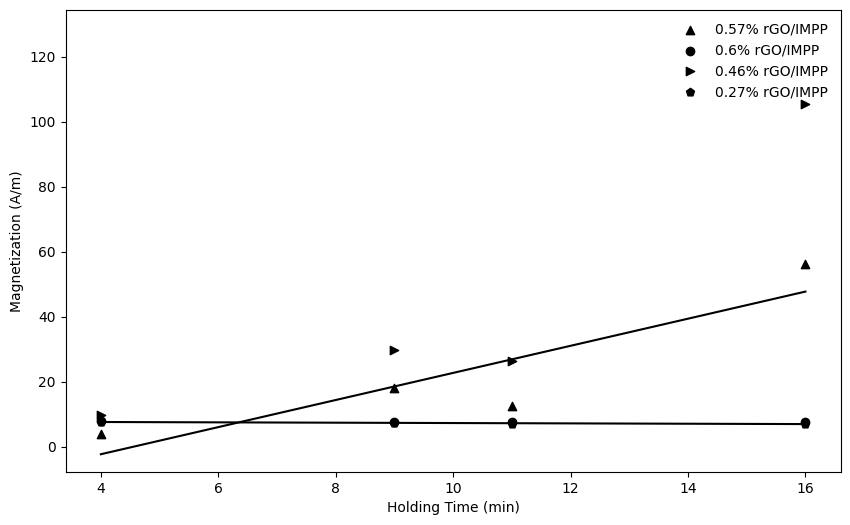 0.57% rGO/IMPP
0.6% rGO/IMPP
0.46% rGO/IMPP
0.27% rGO/IMPP
Magnetization (A/m)
120
100
80
60
40
20
0
4
6
8
10
12
14
16
Holding Time (min)